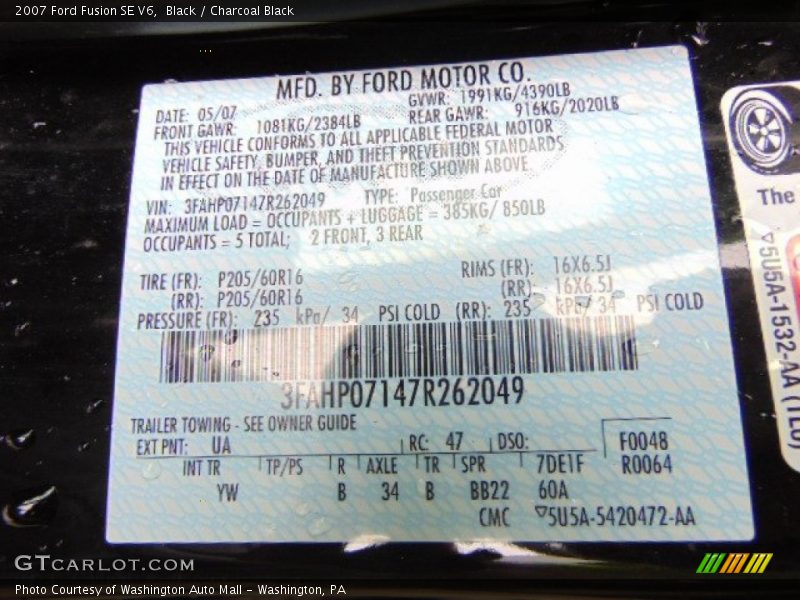 2007 Ford Fusion SE V6,  Black / Charcoal Black
MFD. BY FORD MOTOR CO.
DATE: 05/07 GVWR: 1991KG/4390LB
FRONT GAWR: 1081KG/2384LB REAR GAWR: 916KG/2020LB
THIS VEHICLE CONFORMS TO ALL APPLICABLE FEDERAL MOTOR
VEHICLE SAFETY, BUMPER, AND THEFT PREVENTION STANDARDS
IN EFFECT ON THE DATE OF MANUFACTURE SHOWN ABOVE
VIN: 3FAHP07147R262049 TYPE: Passenger Car
MAXIMUM LOAD = OCCUPANTS + LUGGAGE = 385KG/ 850LB
OCCUPANTS = 5 TOTAL; 2 FRONT, 3 REAR
TIRE (FR): P205/60R16 RIMS (FR): 16X6.5J
(RR): P205/60R16 (RR): 16X6.5J
PRESSURE (FR): 235 kPa/ 34 PSI COLD (RR): 235 kPa/ 34 PSI COLD
3FAHP07147R262049
TRAILER TOWING - SEE OWNER GUIDE
EXT PNT: UA RC: 47 DSO: F0048
INT TR TP/PS R AXLE TR SPR 7DE1F R0064
YW B 34 B BB22 60A
CMC 5U5A-5420472-AA
The
5U5A-1532-AA (TL0)
GTCARLOT.COM
Photo Courtesy of Washington Auto Mall - Washington, PA